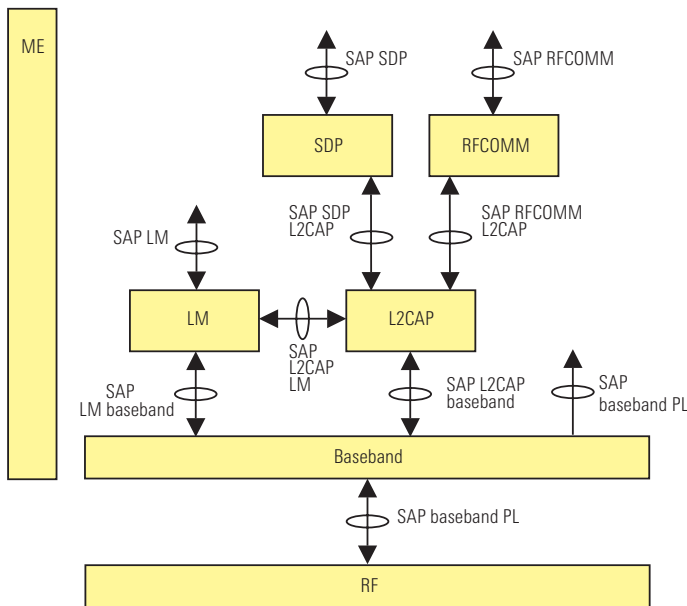 ME
SAP SDP
SAP RFCOMM
SDP
RFCOMM
SAP SDP
L2CAP
SAP RFCOMM
L2CAP
SAP LM
LM
L2CAP
SAP
L2CAP
LM
SAP
LM baseband
SAP L2CAP
baseband
SAP
baseband PL
Baseband
SAP baseband PL
RF